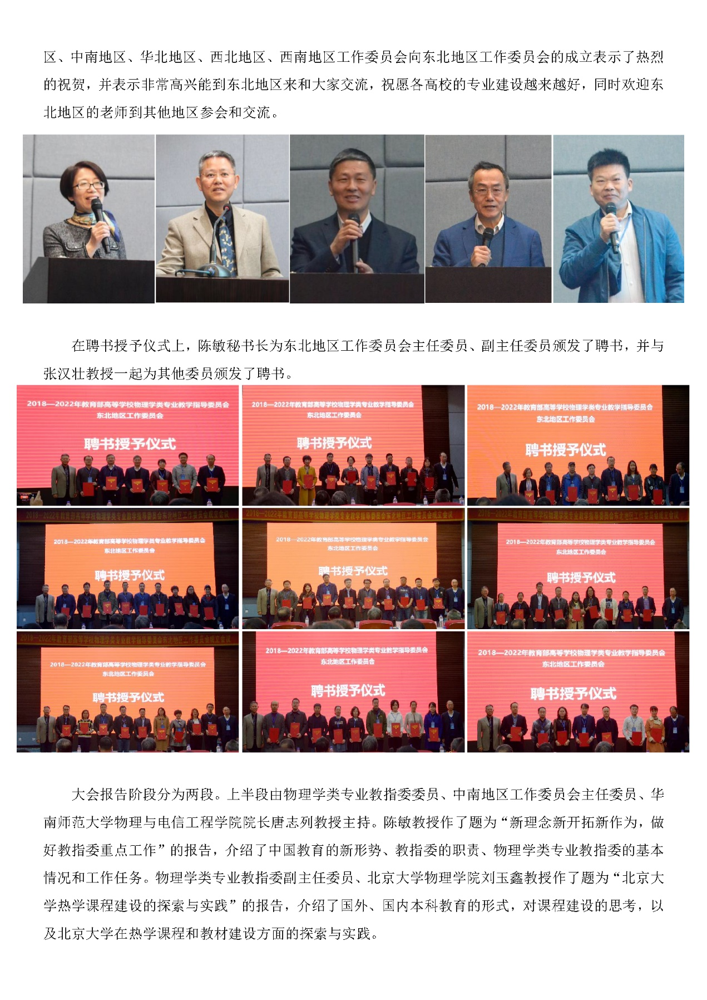 区、中南地区、华北地区、西北地区、西南地区工作委员会向东北地区工作委员会的成立表示了热烈
的祝贺，并表示非常高兴能到东北地区来和大家交流，祝愿各高校的专业建设越来越好，同时欢迎东
北地区的老师到其他地区参会和交流。
在聘书授予仪式上，陈敏秘书长为东北地区工作委员会主任委员、副主任委员颁发了聘书，并与
张汉壮教授一起为其他委员颁发了聘书。
2018—2022年教育部高等学校物理学类专业教学指导委员会
东北地区工作委员会
聘书授予仪式
2018—2022年教育部高等学校物理学类专业教学指导委员会
东北地区工作委员会
聘书授予仪式
2018—2022年教育部高等学校物理学类专业教学指导委员会
东北地区工作委员会
聘书授予仪式
2018—2022年教育部高等学校物理学类专业教学指导委员会东北地区工作委员会成立会议
2018—2022年教育部高等学校物理学类专业教学指导委员会
东北地区工作委员会
聘书授予仪式
2018—2022年教育部高等学校物理学类专业教学指导委员会东北地区工作委员会成立会议
2018—2022年教育部高等学校物理学类专业教学指导委员会
东北地区工作委员会
聘书授予仪式
2018—2022年教育部高等学校物理学类专业教学指导委员会东北地区工作委员会成立会议
2018—2022年教育部高等学校物理学类专业教学指导委员会
东北地区工作委员会
聘书授予仪式
2018—2022年教育部高等学校物理学类专业教学指导委员会东北地区工作委员会成立会议
2018—2022年教育部高等学校物理学类专业教学指导委员会
东北地区工作委员会
聘书授予仪式
2018—2022年教育部高等学校物理学类专业教学指导委员会
东北地区工作委员会
聘书授予仪式
2018—2022年教育部高等学校物理学类专业教学指导委员会
东北地区工作委员会
聘书授予仪式
大会报告阶段分为两段。上半段由物理学类专业教指委委员、中南地区工作委员会主任委员、华
南师范大学物理与电信工程学院院长唐志列教授主持。陈敏教授作了题为“新理念新开拓新作为，做
好教指委重点工作”的报告，介绍了中国教育的新形势、教指委的职责、物理学类专业教指委的基本
情况和工作任务。物理学类专业教指委副主任委员、北京大学物理学院刘玉鑫教授作了题为“北京大
学热学课程建设的探索与实践”的报告，介绍了国外、国内本科教育的形式，对课程建设的思考，以
及北京大学在热学课程和教材建设方面的探索与实践。